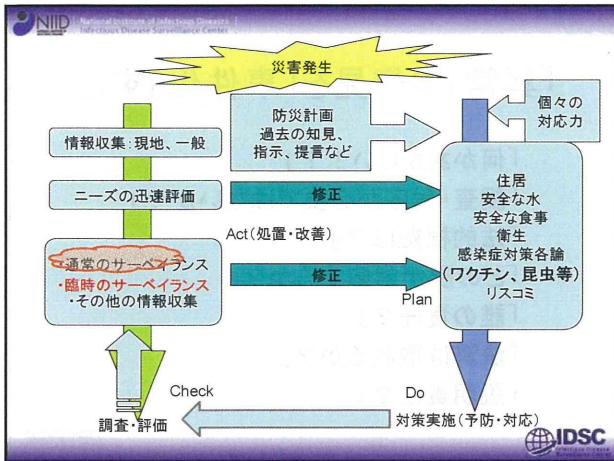 NIID National Institute of Infectious Diseases
Infectious Disease Surveillance Center
災害発生
情報収集：現地、一般
防災計画
過去の知見、
指示、提言など
個々の
対応力
ニーズの迅速評価
修正
住居
安全な水
安全な食事
衛生
感染症対策各論
(ワクチン、昆虫等)
リスコミ
Act(処置・改善)
・通常のサーベイランス
・臨時のサーベイランス
・その他の情報収集
修正
Plan
Check
Do
調査・評価
対策実施(予防・対応)
IDSC
Infectious Disease
Surveillance Center